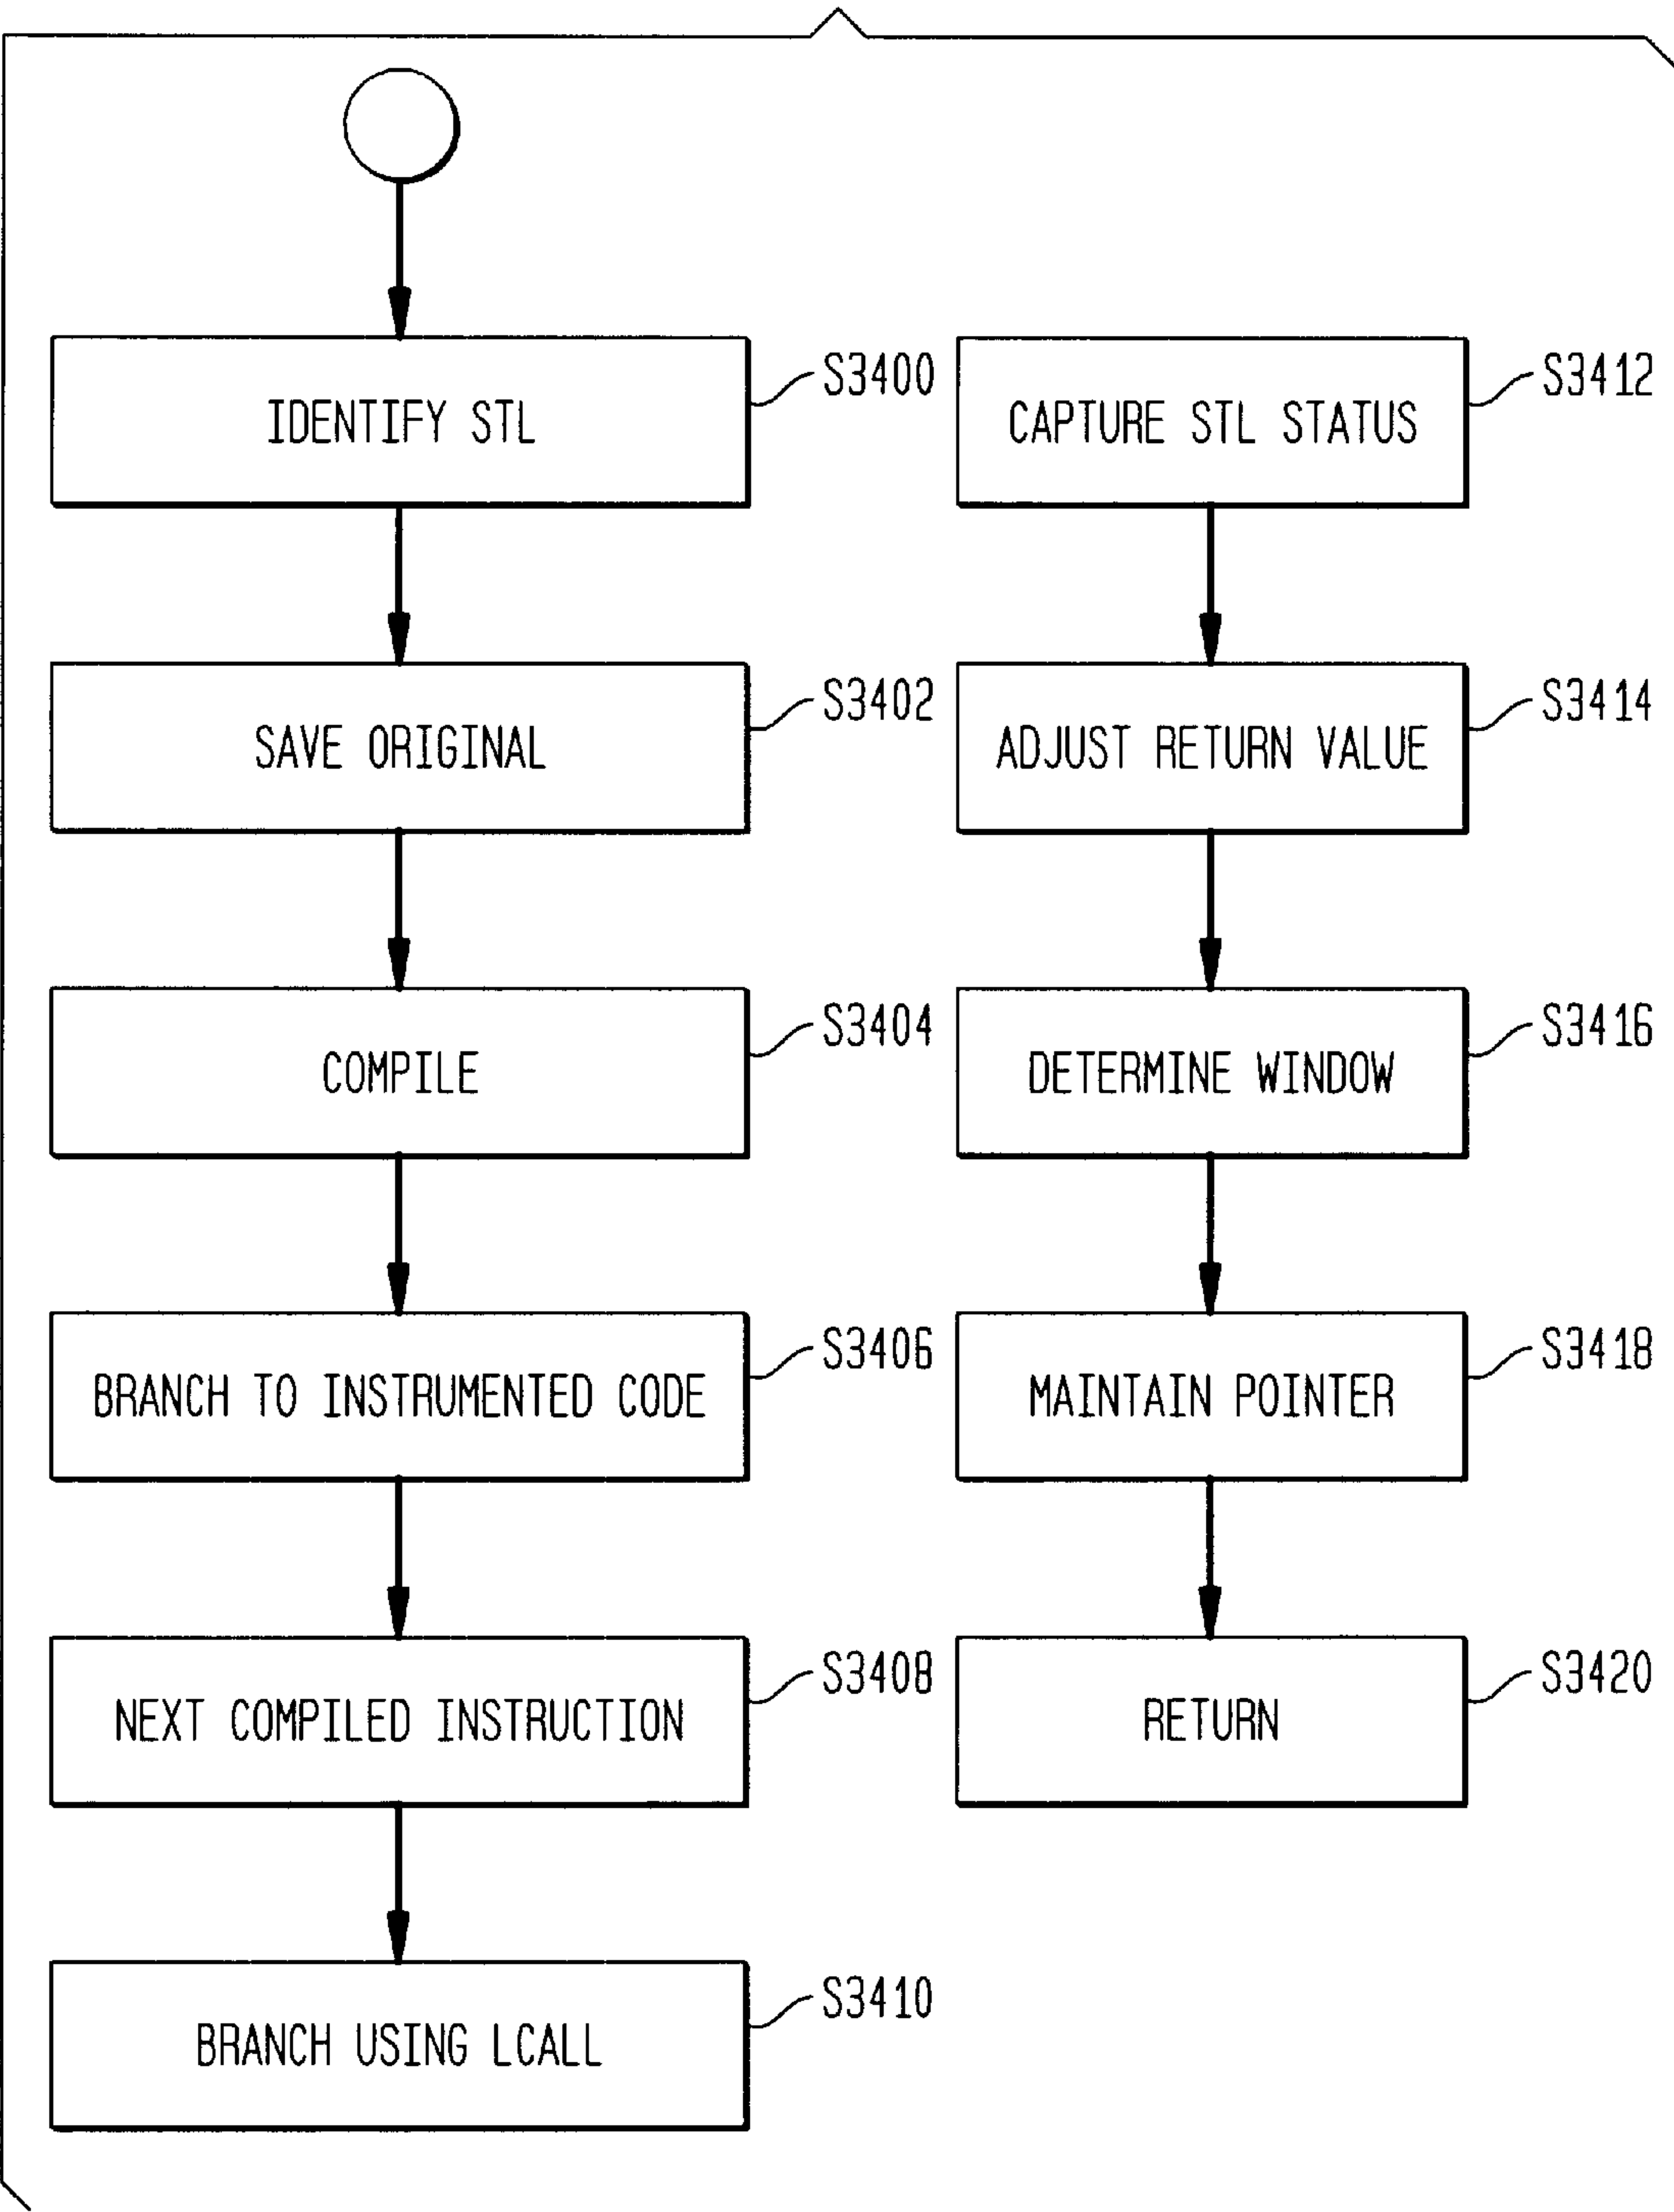 IDENTIFY STL
S3400
SAVE ORIGINAL
S3402
COMPILE
S3404
BRANCH TO INSTRUMENTED CODE
S3406
NEXT COMPILED INSTRUCTION
S3408
BRANCH USING LCALL
S3410
CAPTURE STL STATUS
S3412
ADJUST RETURN VALUE
S3414
DETERMINE WINDOW
S3416
MAINTAIN POINTER
S3418
RETURN
S3420